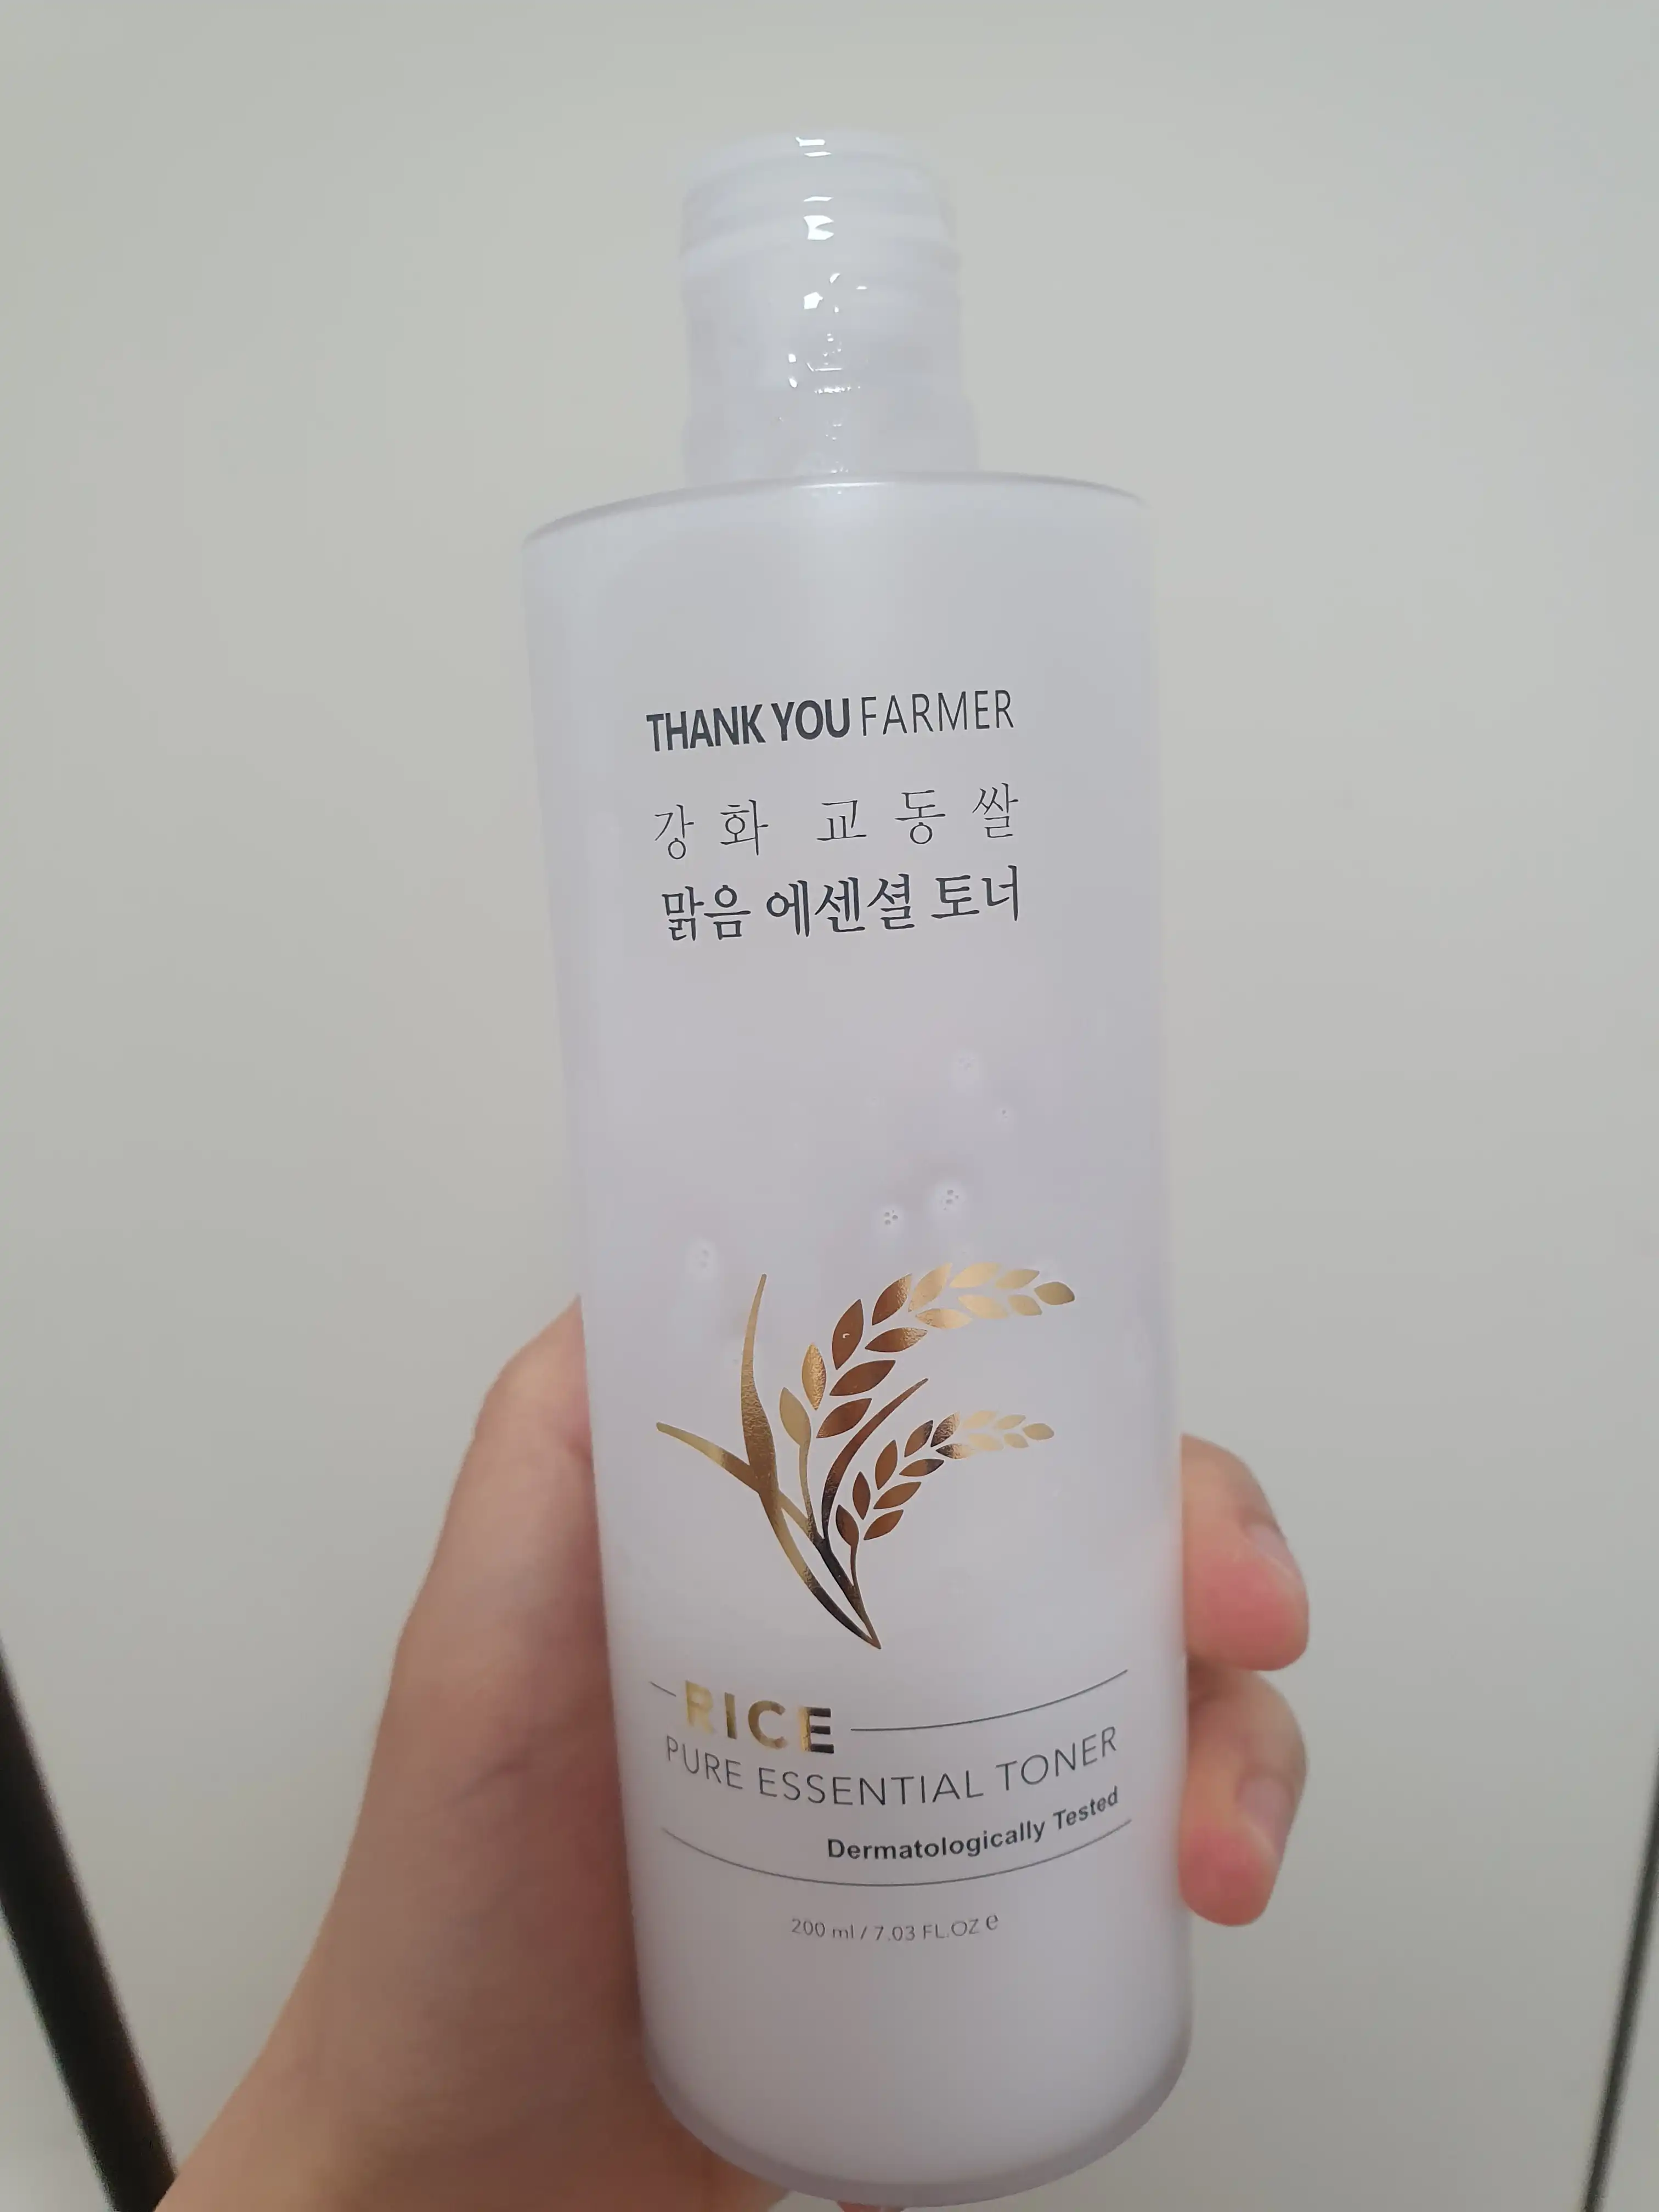 THANK YOU FARMER
강화 교동쌀
맑음 에센셜 토너
RICE
PURE ESSENTIAL TONER
Dermatologically Tested
200 ml / 7.03 FL.OZ ℮